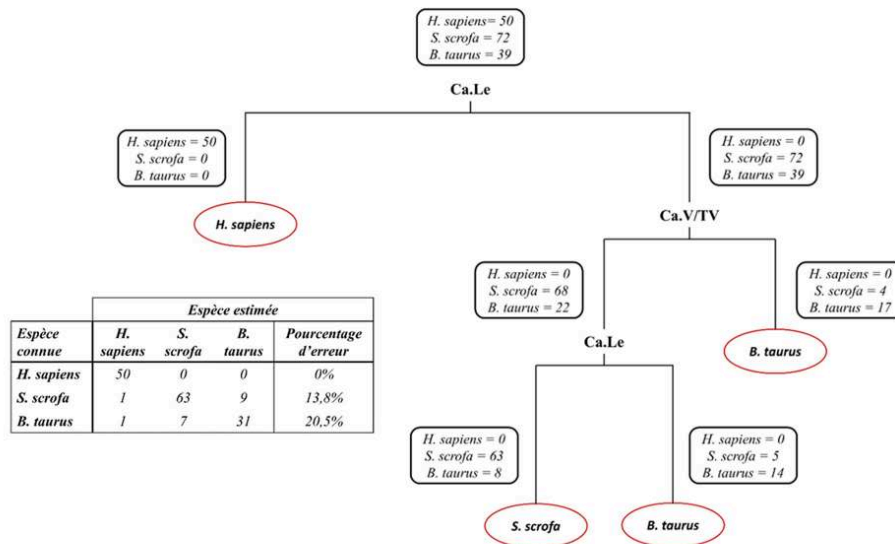 H. sapiens= 50
S. scrofa = 72
B. taurus = 39
Ca.Le
H. sapiens = 50
S. scrofa = 0
B. taurus = 0
H. sapiens = 0
S. scrofa = 72
B. taurus = 39
H. sapiens
Ca.V/TV
H. sapiens = 0
S. scrofa = 68
B. taurus = 22
H. sapiens = 0
S. scrofa = 4
B. taurus = 17
Ca.Le
B. taurus
Espèce estimée
Espèce connue H. sapiens S. scrofa B. taurus Pourcentage d'erreur
H. sapiens 50 0 0 0%
S. scrofa 1 63 9 13,8%
B. taurus 1 7 31 20,5%
H. sapiens = 0
S. scrofa = 63
B. taurus = 8
H. sapiens = 0
S. scrofa = 5
B. taurus = 14
S. scrofa
B. taurus